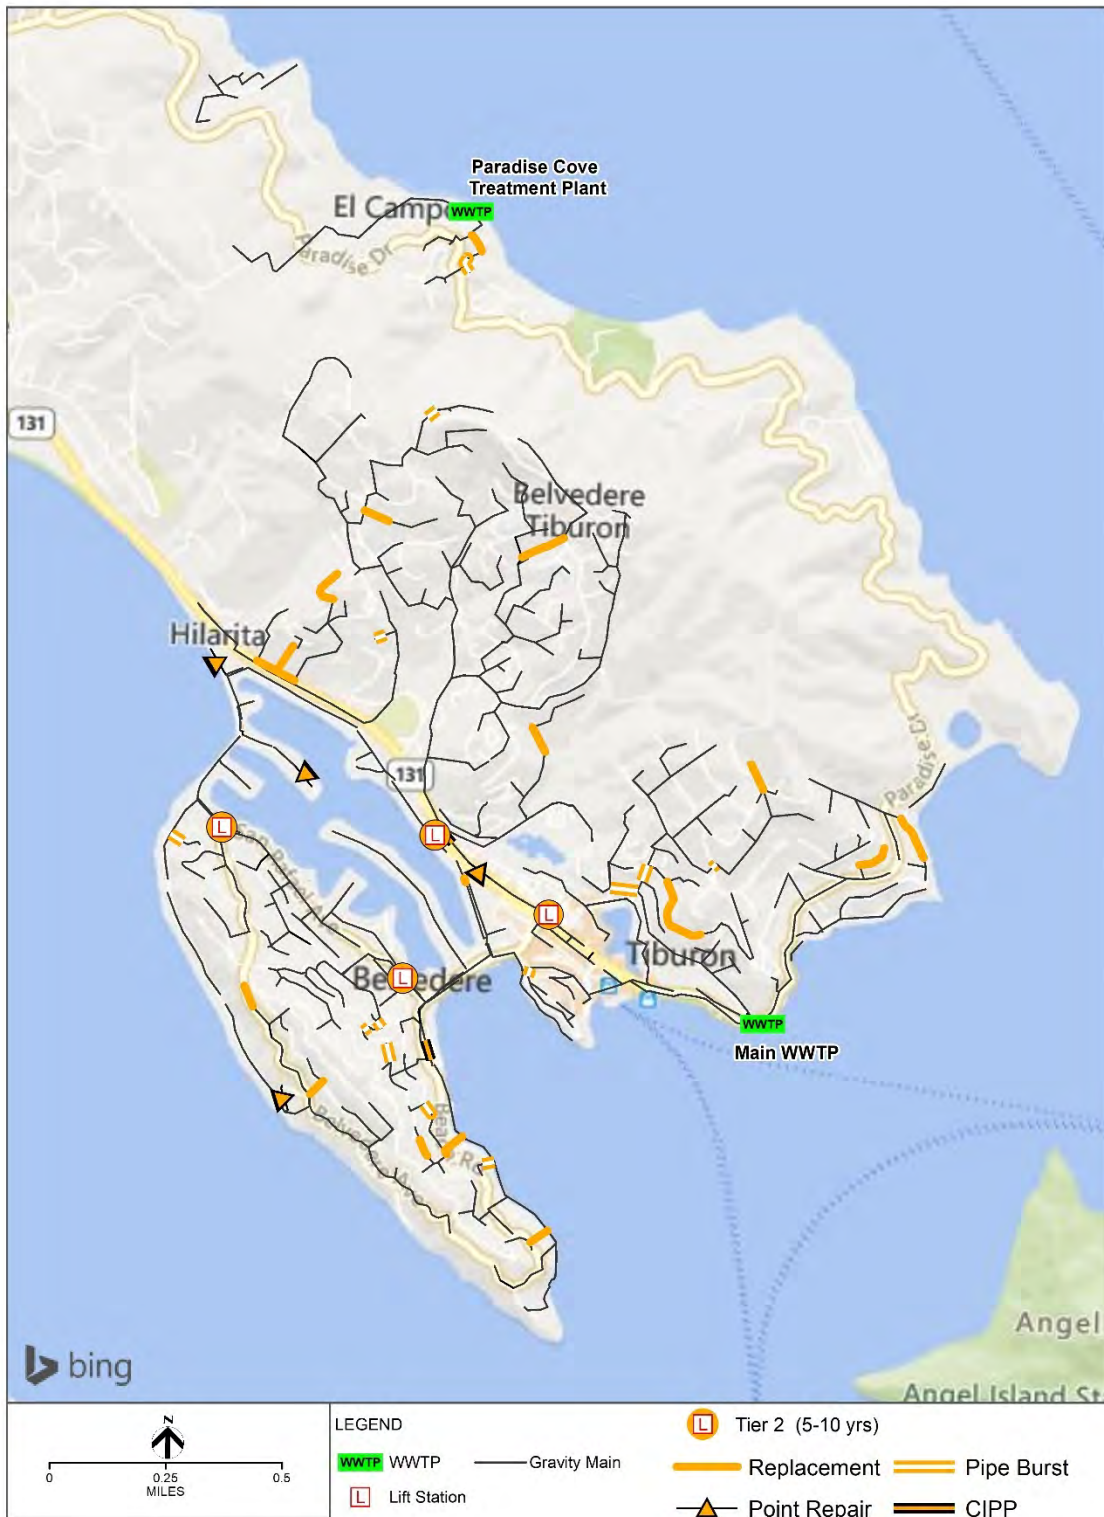 Paradise Cove
Treatment Plant
El Campo
WWTP
Paradise Dr
131
Belvedere
Tiburon
Hilarita
131
Paradise Dr
L
San Rafael Ave
L
L
Tiburon
L
Belvedere
WWTP
Main WWTP
Beach Rd
Belvedere Ave
Angel
Angel Island St
bing
N
0 0.25 0.5
MILES
LEGEND
WWTP WWTP
Gravity Main
L Lift Station
L Tier 2 (5-10 yrs)
Replacement
Pipe Burst
Point Repair
CIPP